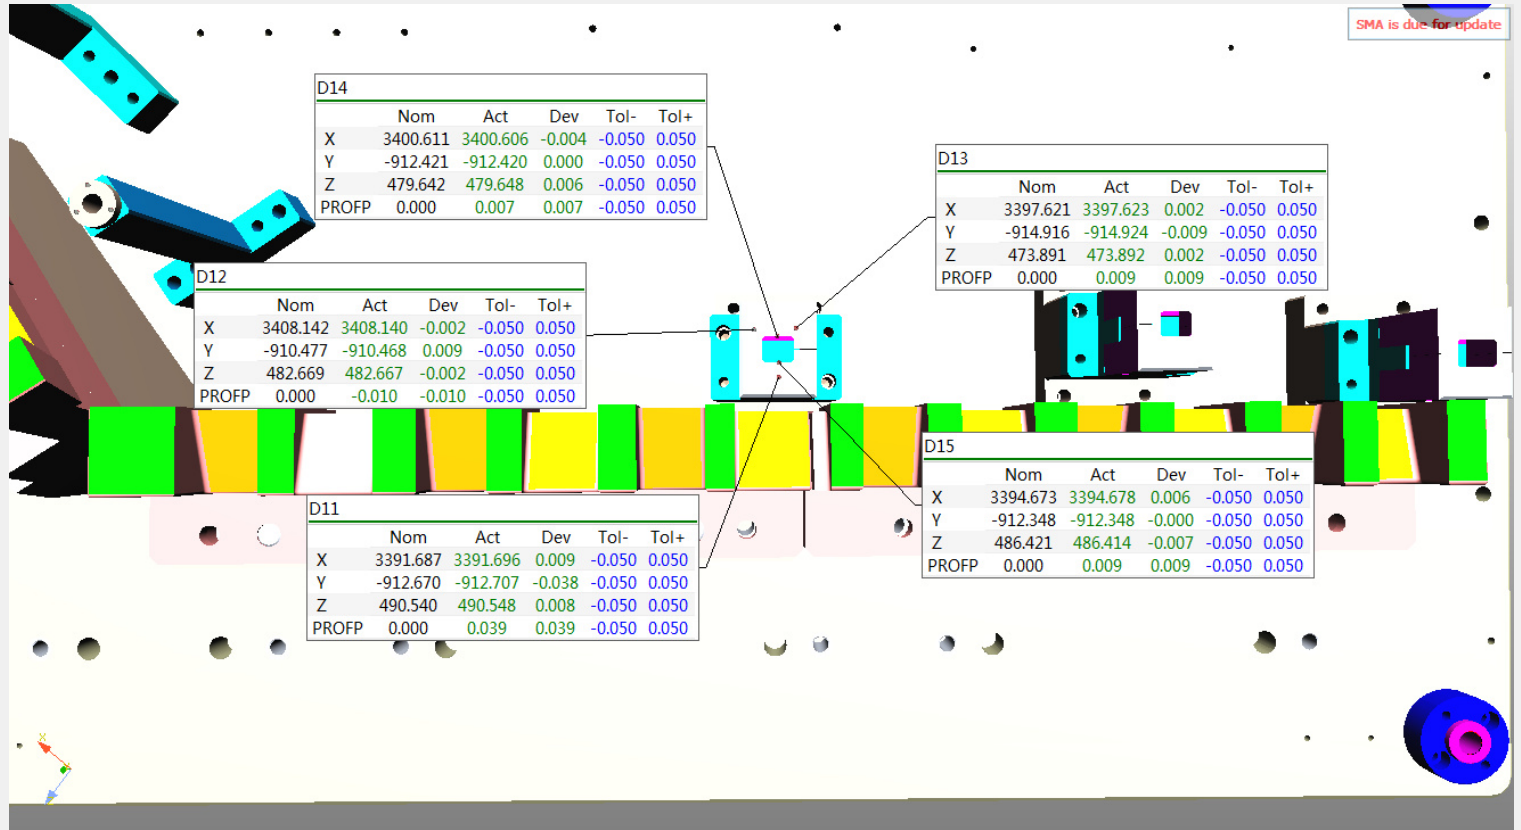 SMA is due for update
D14
Nom Act Dev Tol- Tol+
X 3400.611 3400.606 -0.004 -0.050 0.050
Y -912.421 -912.420 0.000 -0.050 0.050
Z 479.642 479.648 0.006 -0.050 0.050
PROFP 0.000 0.007 0.007 -0.050 0.050
D13
Nom Act Dev Tol- Tol+
X 3397.621 3397.623 0.002 -0.050 0.050
Y -914.916 -914.924 -0.009 -0.050 0.050
Z 473.891 473.892 0.002 -0.050 0.050
PROFP 0.000 0.009 0.009 -0.050 0.050
D12
Nom Act Dev Tol- Tol+
X 3408.142 3408.140 -0.002 -0.050 0.050
Y -910.477 -910.468 0.009 -0.050 0.050
Z 482.669 482.667 -0.002 -0.050 0.050
PROFP 0.000 -0.010 -0.010 -0.050 0.050
D15
Nom Act Dev Tol- Tol+
X 3394.673 3394.678 0.006 -0.050 0.050
Y -912.348 -912.348 -0.000 -0.050 0.050
Z 486.421 486.414 -0.007 -0.050 0.050
PROFP 0.000 0.009 0.009 -0.050 0.050
D11
Nom Act Dev Tol- Tol+
X 3391.687 3391.696 0.009 -0.050 0.050
Y -912.670 -912.707 -0.038 -0.050 0.050
Z 490.540 490.548 0.008 -0.050 0.050
PROFP 0.000 0.039 0.039 -0.050 0.050
X